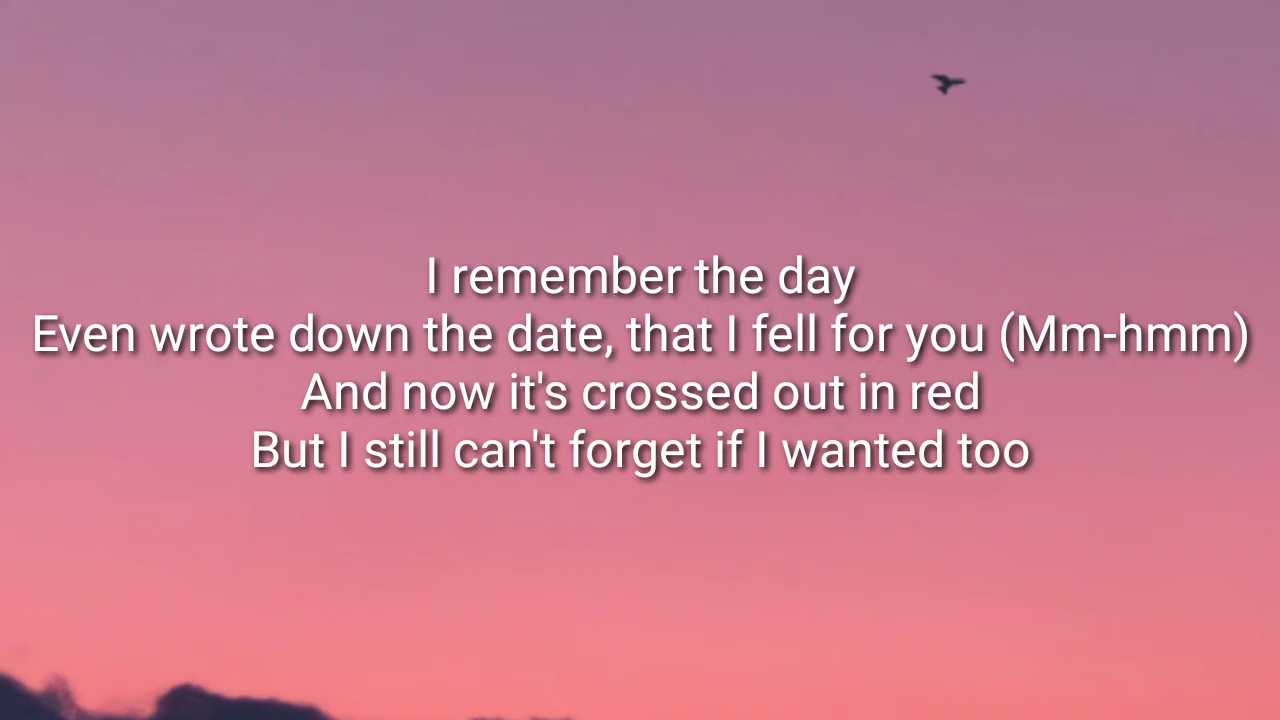 I remember the day
Even wrote down the date, that I fell for you (Mm-hmm)
And now it's crossed out in red
But I still can't forget if I wanted too